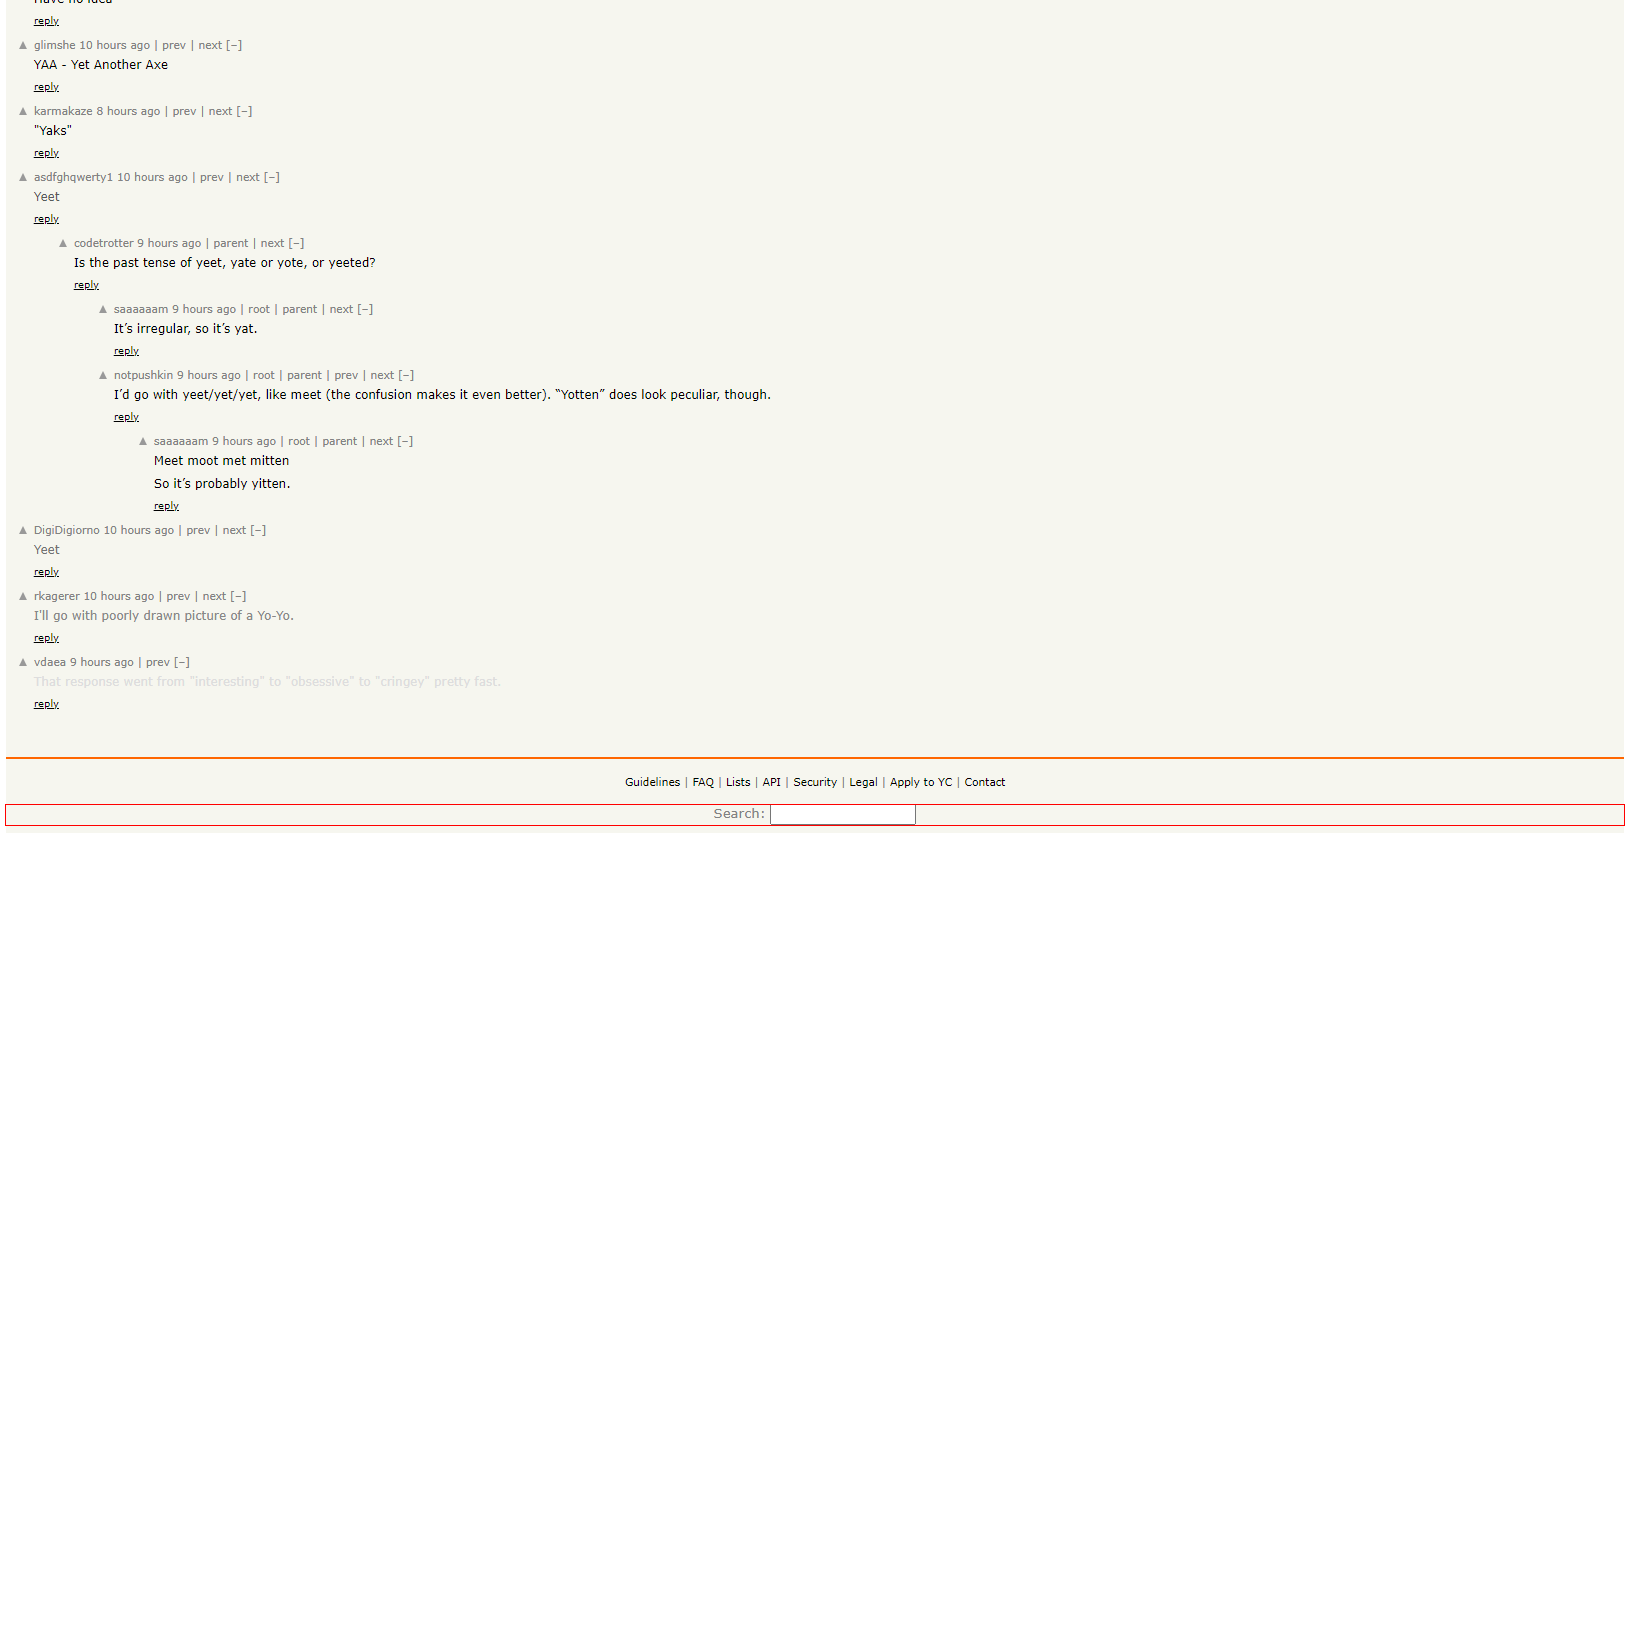 Have no idea
reply
▲ glimshe 10 hours ago | prev | next [–]
YAA - Yet Another Axe
reply
▲ karmakaze 8 hours ago | prev | next [–]
"Yaks"
reply
▲ asdfghqwerty1 10 hours ago | prev | next [–]
Yeet
reply
▲ codetrotter 9 hours ago | parent | next [–]
Is the past tense of yeet, yate or yote, or yeeted?
reply
▲ saaaaaam 9 hours ago | root | parent | next [–]
It’s irregular, so it’s yat.
reply
▲ notpushkin 9 hours ago | root | parent | prev | next [–]
I’d go with yeet/yet/yet, like meet (the confusion makes it even better). “Yotten” does look peculiar, though.
reply
▲ saaaaaam 9 hours ago | root | parent | next [–]
Meet moot met mitten
So it’s probably yitten.
reply
▲ DigiDigiorno 10 hours ago | prev | next [–]
Yeet
reply
▲ rkagerer 10 hours ago | prev | next [–]
I'll go with poorly drawn picture of a Yo-Yo.
reply
▲ vdaea 9 hours ago | prev [–]
That response went from "interesting" to "obsessive" to "cringey" pretty fast.
reply
Guidelines | FAQ | Lists | API | Security | Legal | Apply to YC | Contact
Search: